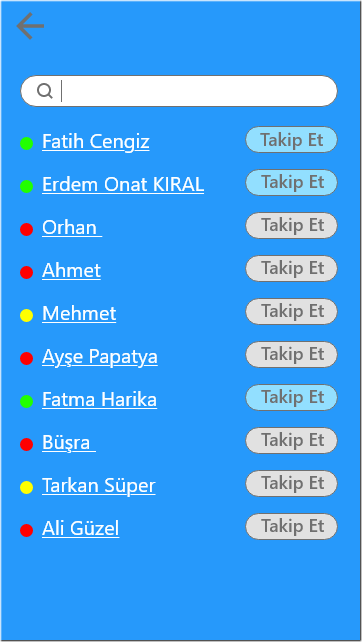 Fatih Cengiz Takip Et
Erdem Onat KIRAL Takip Et
Orhan Takip Et
Ahmet Takip Et
Mehmet Takip Et
Ayşe Papatya Takip Et
Fatma Harika Takip Et
Büşra Takip Et
Tarkan Süper Takip Et
Ali Güzel Takip Et